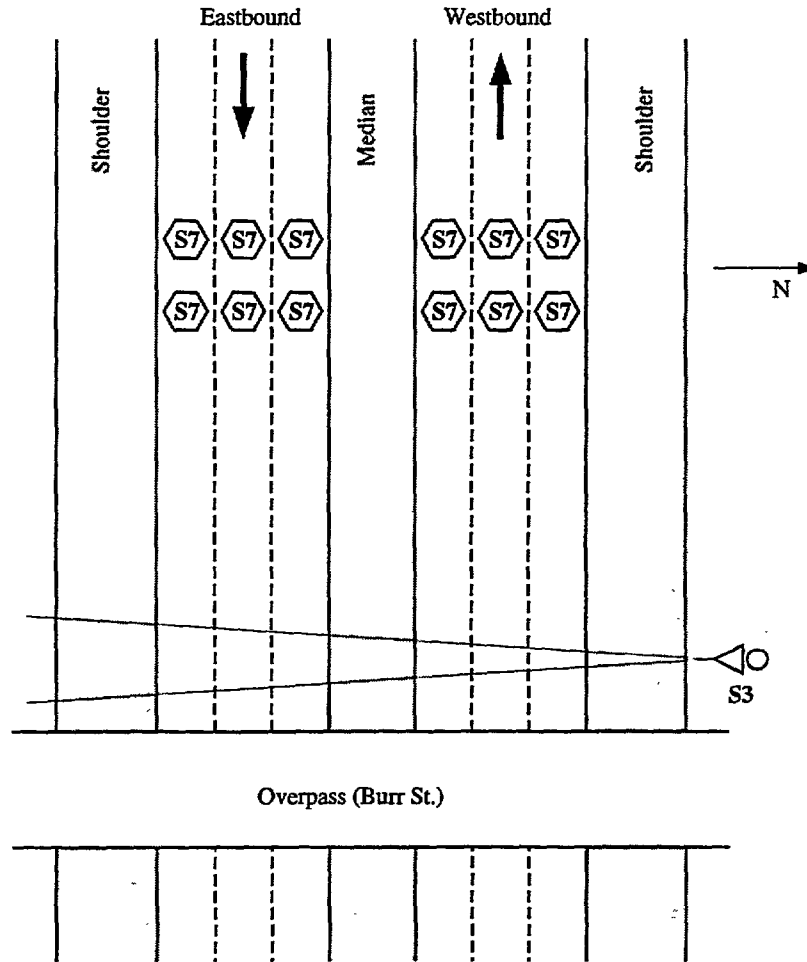 Eastbound Westbound
Shoulder Median Shoulder
S7 S7 S7 S7 S7 S7
N
S7 S7 S7 S7 S7 S7
S3
Overpass (Burr St.)